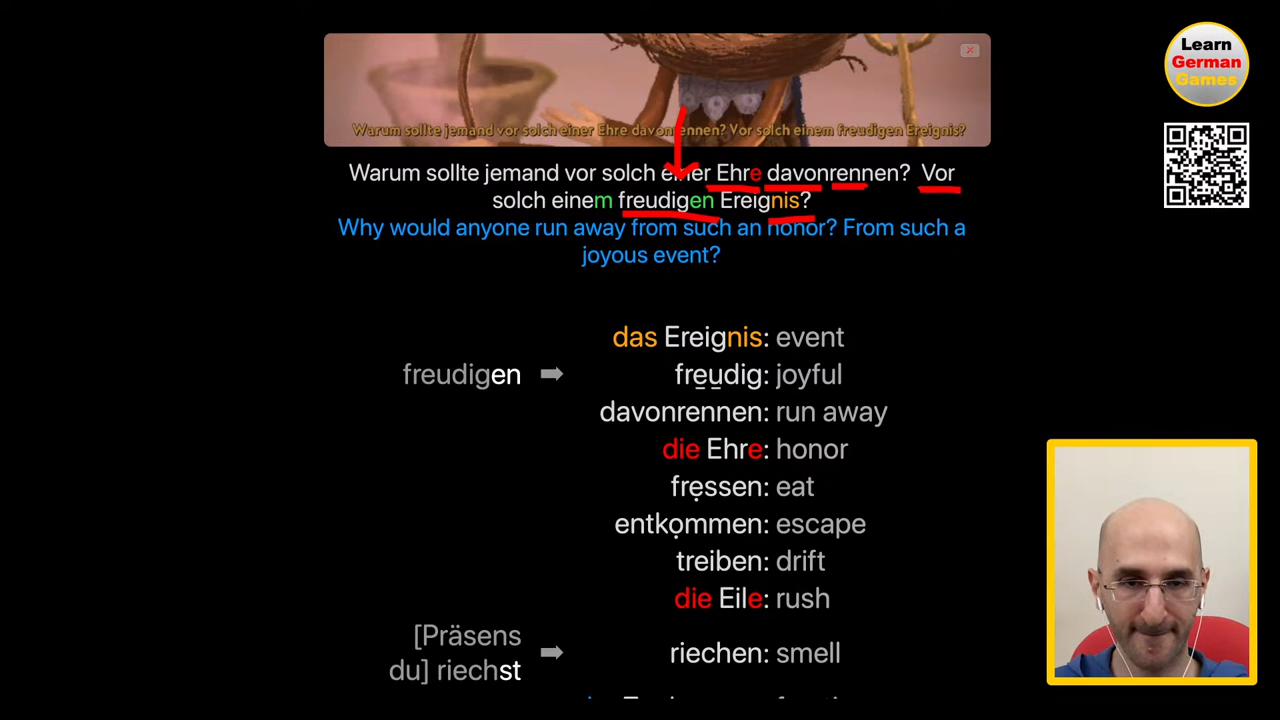 Learn
German
Games
Warum sollte jemand vor solch einer Ehre davonrennen? Vor solch einem freudigen Ereignis?
Warum sollte jemand vor solch einer Ehre davonrennen? Vor
solch einem freudigen Ereignis?
Why would anyone run away from such an honor? From such a
joyous event?
das Ereignis: event
freudigen ➡ freudig: joyful
davonrennen: run away
die Ehre: honor
fressen: eat
entkommen: escape
treiben: drift
die Eile: rush
[Präsens
du] riechst ➡ riechen: smell